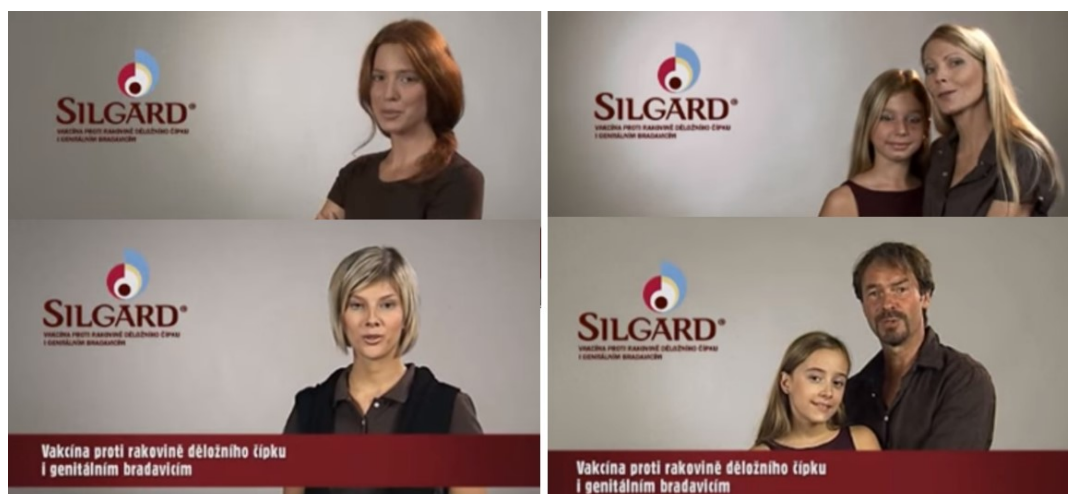 SILGARD®
VAKCÍNA PROTI RAKOVINĚ DĚLOŽNÍHO ČÍPKU
I GENITÁLNÍM BRADAVICÍM
SILGARD®
VAKCÍNA PROTI RAKOVINĚ DĚLOŽNÍHO ČÍPKU
I GENITÁLNÍM BRADAVICÍM
SILGARD®
VAKCÍNA PROTI RAKOVINĚ DĚLOŽNÍHO ČÍPKU
I GENITÁLNÍM BRADAVICÍM
Vakcína proti rakovině děložního čípku
i genitálním bradavicím
SILGARD®
VAKCÍNA PROTI RAKOVINĚ DĚLOŽNÍHO ČÍPKU
I GENITÁLNÍM BRADAVICÍM
Vakcína proti rakovině děložního čípku
i genitálním bradavicím